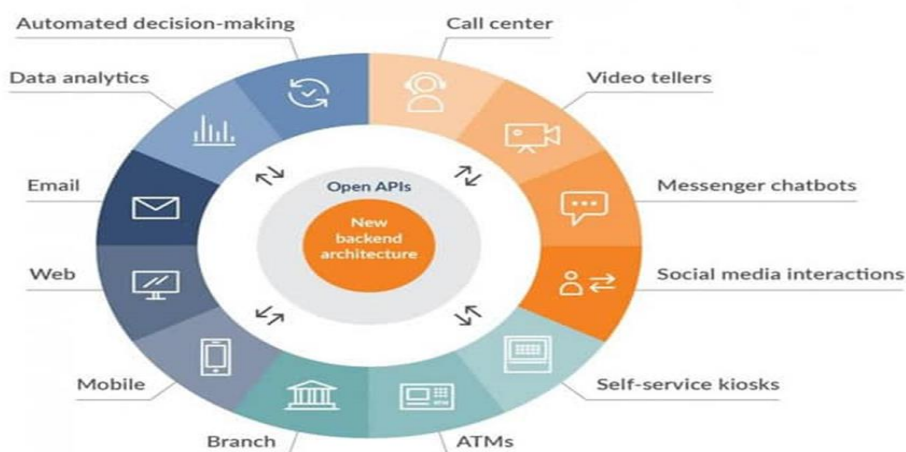 Automated decision-making
Call center
Data analytics
Video tellers
Email
Open APIs
Messenger chatbots
New
backend
architecture
Web
Social media interactions
Mobile
Self-service kiosks
Branch
ATMs